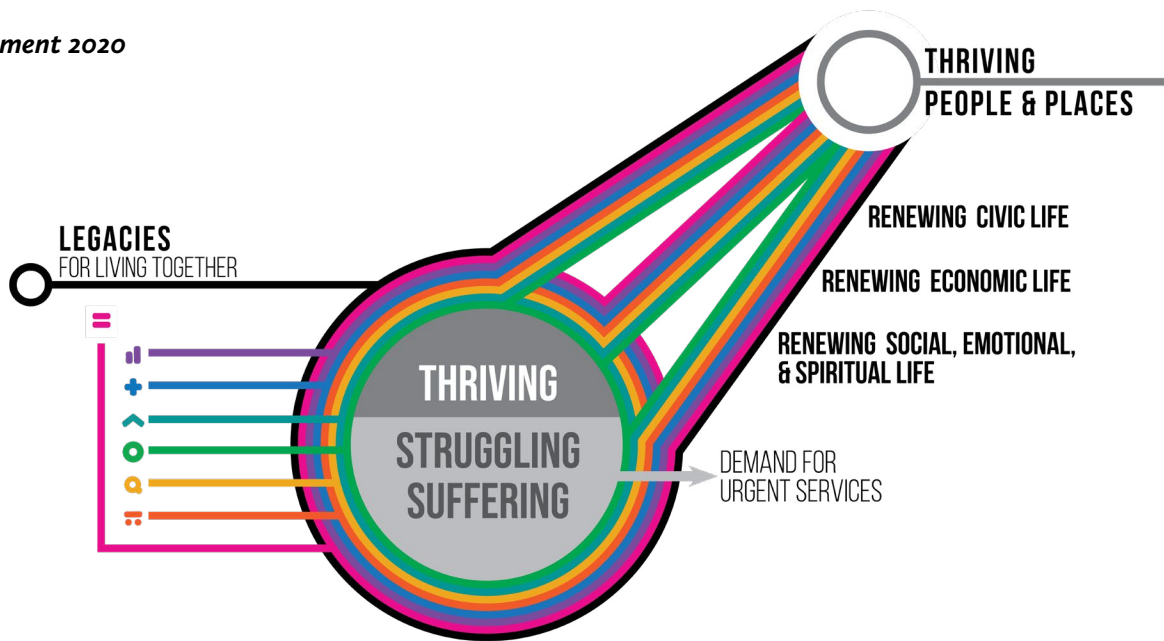 ment 2020
THRIVING
PEOPLE & PLACES
RENEWING CIVIC LIFE
LEGACIES
FOR LIVING TOGETHER
RENEWING ECONOMIC LIFE
RENEWING SOCIAL, EMOTIONAL,
& SPIRITUAL LIFE
THRIVING
STRUGGLING
SUFFERING
DEMAND FOR
URGENT SERVICES